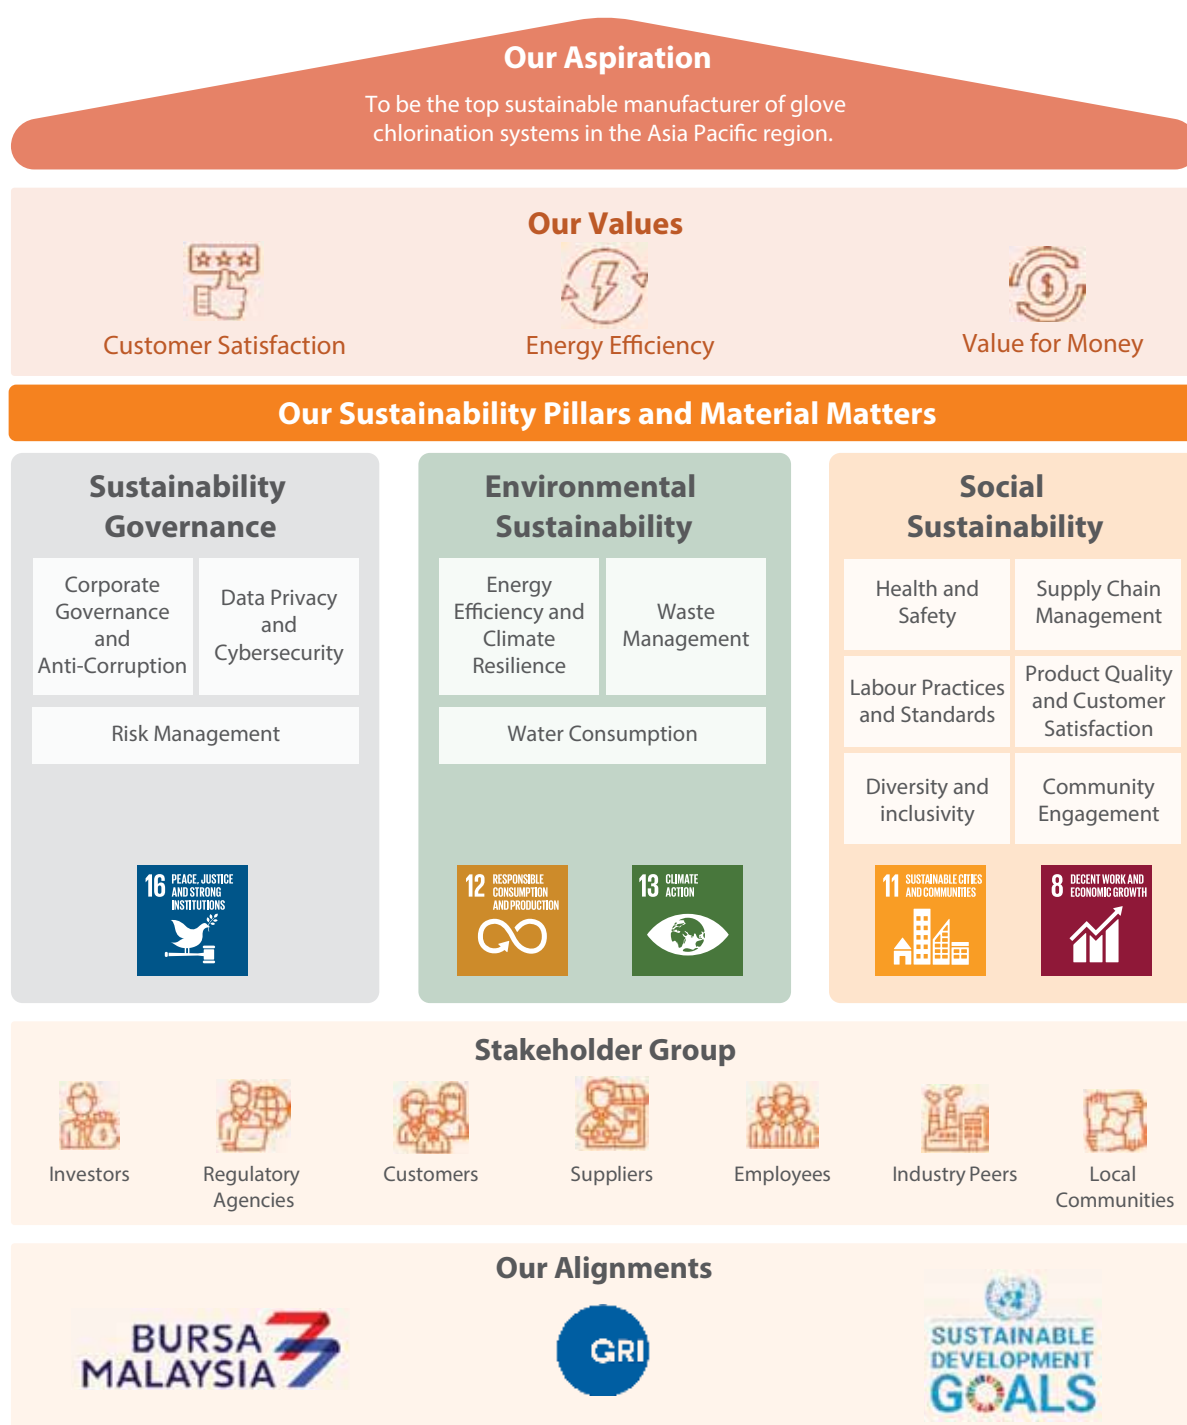 Our Aspiration
To be the top sustainable manufacturer of glove
chlorination systems in the Asia Pacific region.
Our Values
Customer Satisfaction
Energy Efficiency
Value for Money
Our Sustainability Pillars and Material Matters
Sustainability
Governance
Corporate
Governance
and
Anti-Corruption
Data Privacy
and
Cybersecurity
Risk Management
16 PEACE, JUSTICE
AND STRONG
INSTITUTIONS
Environmental
Sustainability
Energy
Efficiency and
Climate
Resilience
Waste
Management
Water Consumption
12 RESPONSIBLE
CONSUMPTION
AND PRODUCTION
13 CLIMATE
ACTION
Social
Sustainability
Health and
Safety
Supply Chain
Management
Labour Practices
and Standards
Product Quality
and Customer
Satisfaction
Diversity and
inclusivity
Community
Engagement
11 SUSTAINABLE CITIES
AND COMMUNITIES
8 DECENT WORK AND
ECONOMIC GROWTH
Stakeholder Group
Investors
Regulatory
Agencies
Customers
Suppliers
Employees
Industry Peers
Local
Communities
Our Alignments
BURSA
MALAYSIA
GRI
SUSTAINABLE
DEVELOPMENT
GOALS